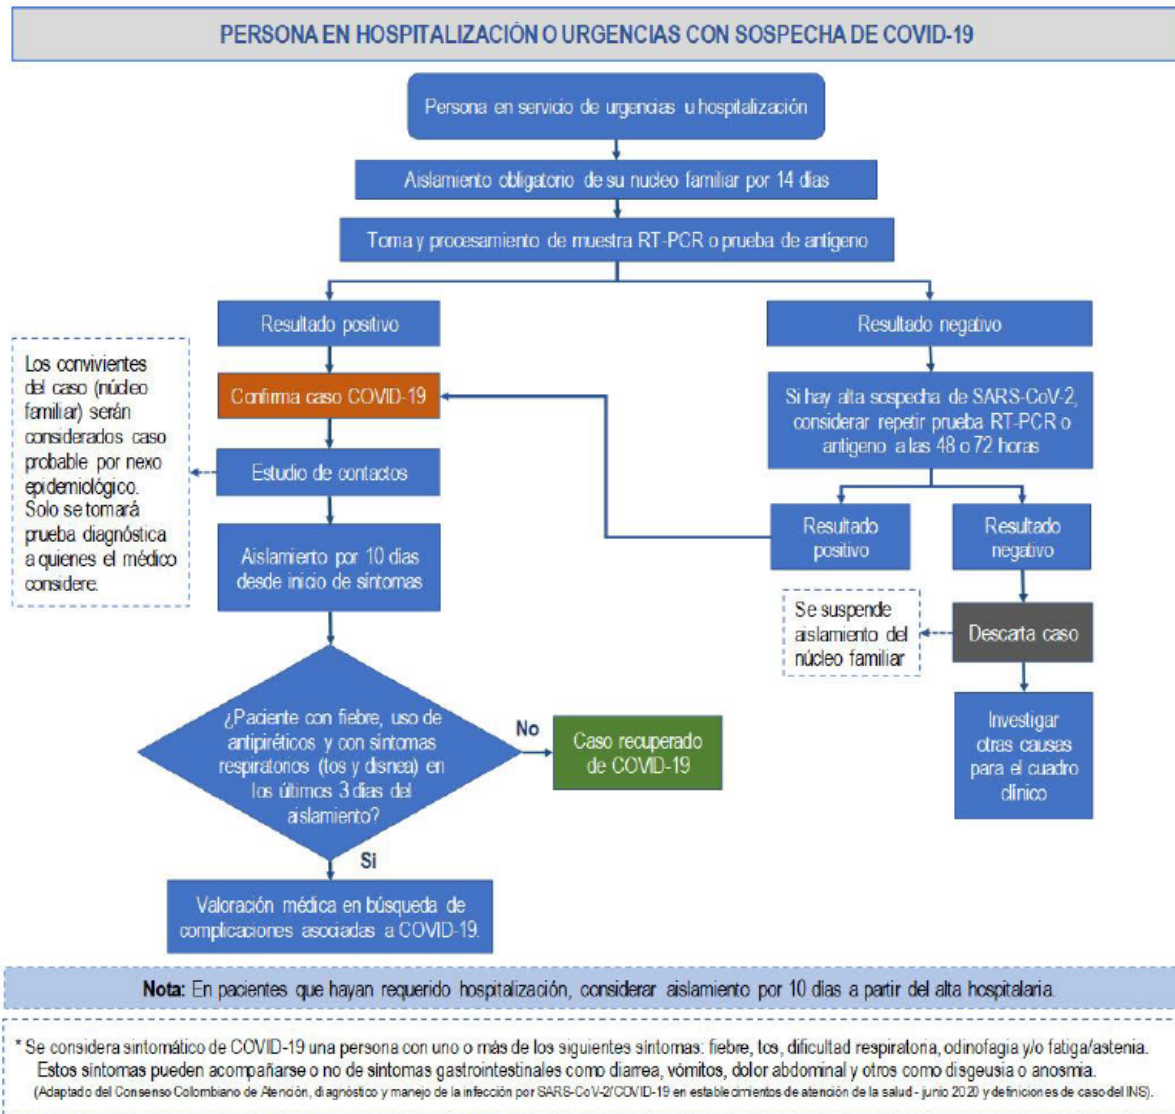 PERSONA EN HOSPITALIZACIÓN O URGENCIAS CON SOSPECHA DE COVID-19
Persona en servicio de urgencias u hospitalización
Aislamiento obligatorio de su nucleo familiar por 14 días
Toma y procesamiento de muestra RT-PCR o prueba de antígeno
Resultado positivo
Resultado negativo
Los convivientes
del caso (núcleo
familiar) serán
considerados caso
probable por nexo
epidemiológico.
Solo se tomará
prueba diagnóstica
a quienes el médico
considere.
Confirma caso COVID-19
Si hay alta sospecha de SARS-CoV-2,
considerar repetir prueba RT-PCR o
antígeno a las 48 o 72 horas
Estudio de contactos
Resultado
positivo
Resultado
negativo
Aislamiento por 10 días
desde inicio de síntomas
Se suspende
aislamiento del
núcleo familiar
Descarta caso
¿Paciente con fiebre, uso de
antipiréticos y con síntomas
respiratorios (tos y disnea) en
los últimos 3 días del
aislamiento?
No
Caso recuperado
de COVID-19
Investigar
otras causas
para el cuadro
clínico
Si
Valoración médica en búsqueda de
complicaciones asociadas a COVID-19.
Nota: En pacientes que hayan requerido hospitalización, considerar aislamiento por 10 días a partir del alta hospitalaria.
* Se considera sintomático de COVID-19 una persona con uno o más de los siguientes síntomas: fiebre, tos, dificultad respiratoria, odinofagia y/o fatiga/astenia.
Estos síntomas pueden acompañarse o no de síntomas gastrointestinales como diarrea, vómitos, dolor abdominal y otros como disgeusia o anosmia.
(Adaptado del Consenso Colombiano de Atención, diagnóstico y manejo de la infección por SARS-CoV-2/COVID-19 en establecimientos de atención de la salud - junio 2020 y definiciones de caso del INS).